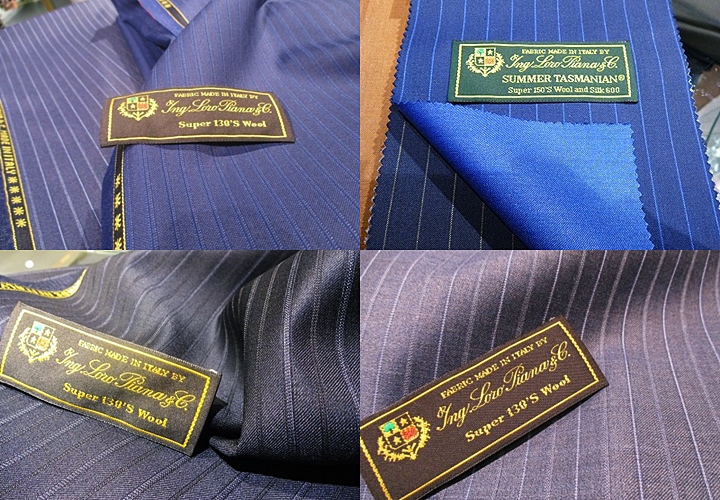 FABRIC MADE IN ITALY BY
Ing. Loro Piana & C.
Super 130'S Wool
IN ITALY
FABRIC MADE IN ITALY BY
Ing. Loro Piana & C.
SUMMER TASMANIAN®
Super 150'S Wool and Silk 600
FABRIC MADE IN ITALY BY
Ing. Loro Piana & C.
Super 130'S Wool
FABRIC MADE IN ITALY BY
Ing. Loro Piana & C.
Super 130'S Wool